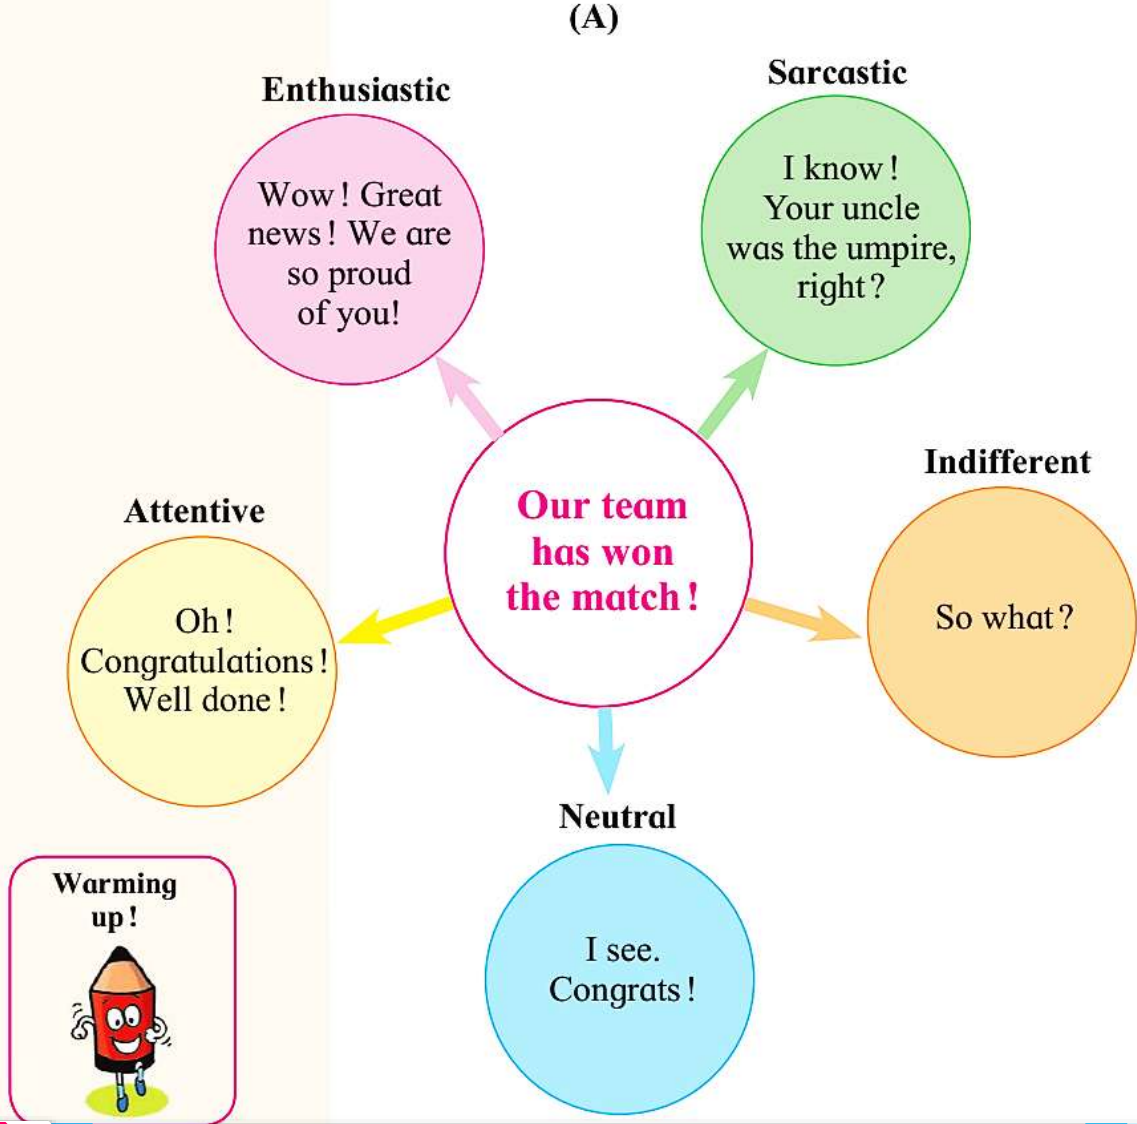 (A)
Enthusiastic
Wow! Great
news! We are
so proud
of you!
Sarcastic
I know!
Your uncle
was the umpire,
right?
Our team
has won
the match!
Indifferent
So what?
Attentive
Oh!
Congratulations!
Well done!
Neutral
I see.
Congrats!
Warming
up!